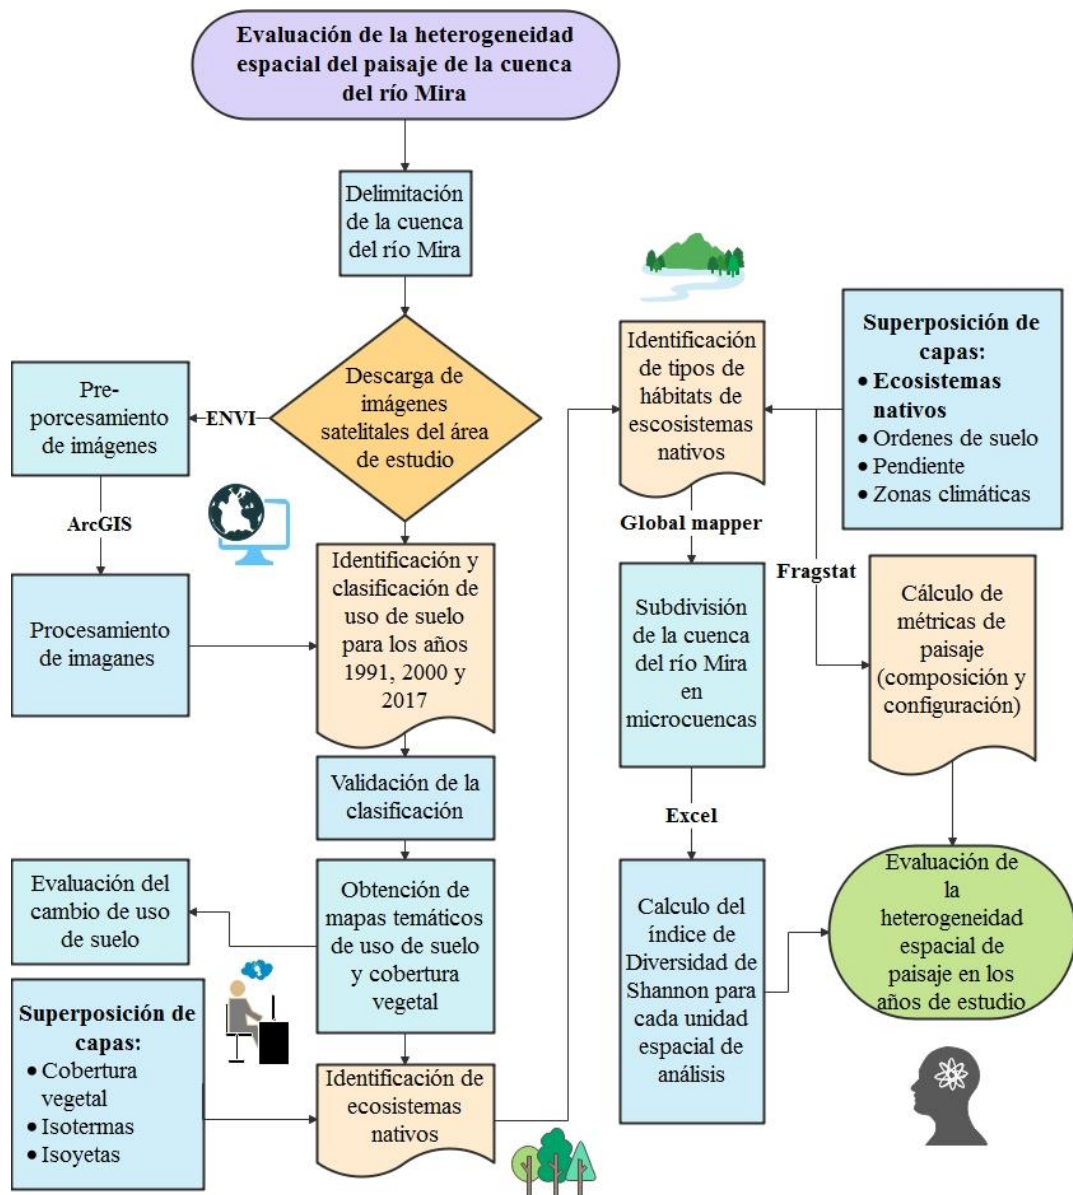 Evaluación de la heterogeneidad
espacial del paisaje de la cuenca
del río Mira
Delimitación
de la cuenca
del río Mira
Descarga de
imágenes
satelitales del área
de estudio
ENVI
Pre-
porcesamiento
de imágenes
ArcGIS
Procesamiento
de imaganes
Identificación y
clasificación de
uso de suelo
para los años
1991, 2000 y
2017
Validación de la
clasificación
Obtención de
mapas temáticos
de uso de suelo
y cobertura
vegetal
Evaluación del
cambio de uso
de suelo
Superposición de
capas:
• Cobertura
vegetal
• Isotermas
• Isoyetas
Identificación de
ecosistemas
nativos
Identificación
de tipos de
hábitats de
escosistemas
nativos
Superposición de
capas:
• Ecosistemas
nativos
• Ordenes de suelo
• Pendiente
• Zonas climáticas
Global mapper
Fragstat
Subdivisión
de la cuenca
del río Mira
en
microcuencas
Cálculo de
métricas de
paisaje
(composición y
configuración)
Excel
Calculo del
índice de
Diversidad de
Shannon para
cada unidad
espacial de
análisis
Evaluación de
la
heterogeneidad
espacial de
paisaje en los
años de estudio